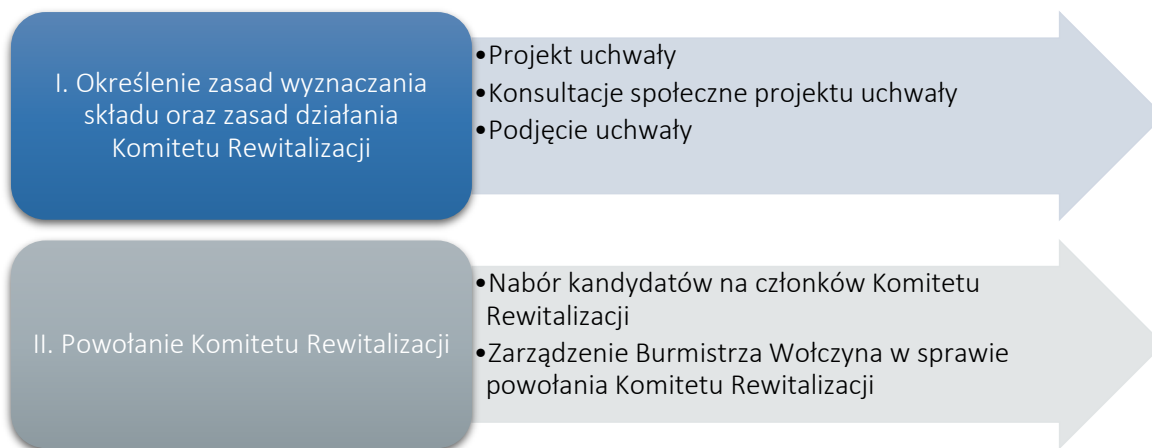 I. Określenie zasad wyznaczania
składu oraz zasad działania
Komitetu Rewitalizacji
•Projekt uchwały
•Konsultacje społeczne projektu uchwały
•Podjęcie uchwały
II. Powołanie Komitetu Rewitalizacji
•Nabór kandydatów na członków Komitetu
Rewitalizacji
•Zarządzenie Burmistrza Wołczyna w sprawie
powołania Komitetu Rewitalizacji